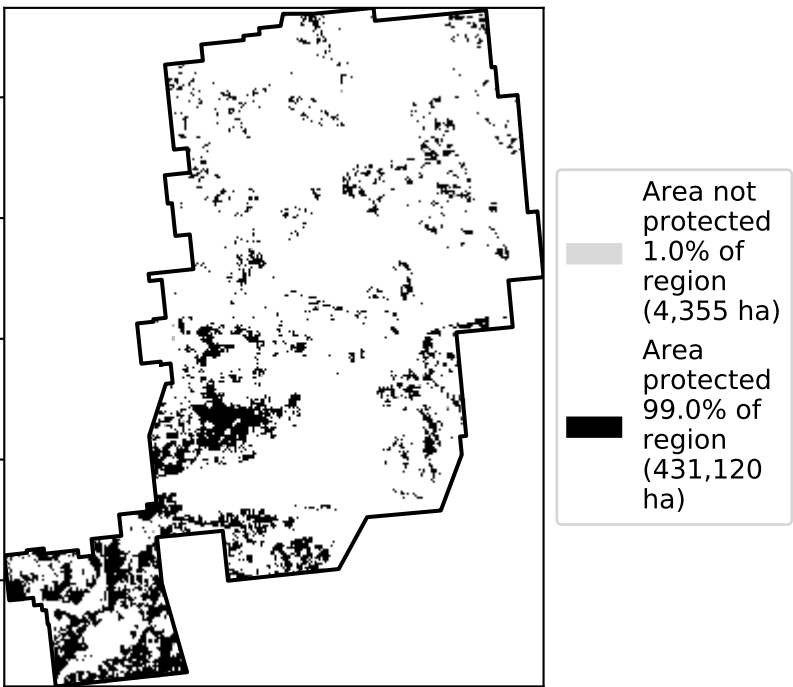 Area not
protected
1.0% of
region
(4,355 ha)
Area
protected
99.0% of
region
(431,120
ha)